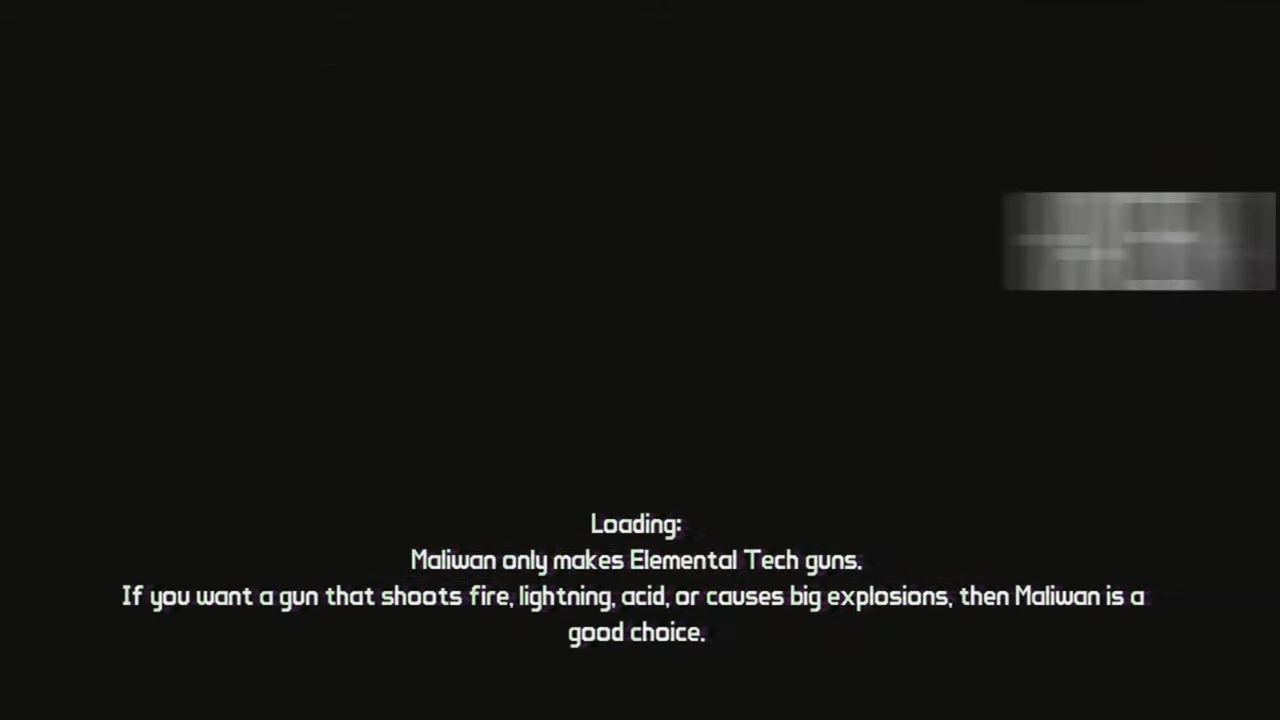 Loading:
Maliwan only makes Elemental Tech guns.
If you want a gun that shoots fire, lightning, acid, or causes big explosions, then Maliwan is a
good choice.